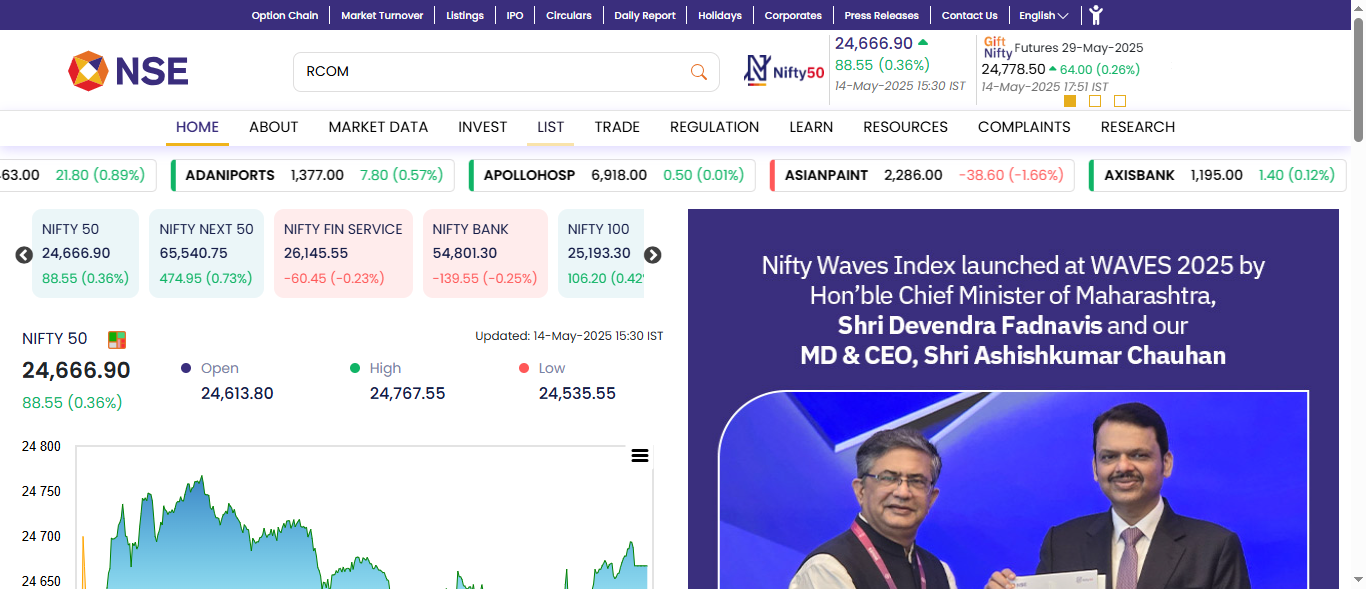 Option Chain Market Turnover Listings IPO Circulars Daily Report Holidays Corporates Press Releases Contact Us English
NSE
RCOM
Nifty50
24,666.90
88.55 (0.36%)
14-May-2025 15:30 IST
Gift
Nifty Futures 29-May-2025
24,778.50 64.00 (0.26%)
14-May-2025 17:51 IST
HOME ABOUT MARKET DATA INVEST LIST TRADE REGULATION LEARN RESOURCES COMPLAINTS RESEARCH
63.00 21.80 (0.89%) ADANIPORTS 1,377.00 7.80 (0.57%) APOLLOHOSP 6,918.00 0.50 (0.01%) ASIANPAINT 2,286.00 -38.60 (-1.66%) AXISBANK 1,195.00 1.40 (0.12%)
NIFTY 50
24,666.90
88.55 (0.36%)
NIFTY NEXT 50
65,540.75
474.95 (0.73%)
NIFTY FIN SERVICE
26,145.55
-60.45 (-0.23%)
NIFTY BANK
54,801.30
-139.55 (-0.25%)
NIFTY 100
25,193.30
106.20 (0.42
NIFTY 50
Updated: 14-May-2025 15:30 IST
24,666.90
88.55 (0.36%)
Open
24,613.80
High
24,767.55
Low
24,535.55
24 800
24 750
24 700
24 650
Nifty Waves Index launched at WAVES 2025 by
Hon’ble Chief Minister of Maharashtra,
Shri Devendra Fadnavis and our
MD & CEO, Shri Ashishkumar Chauhan